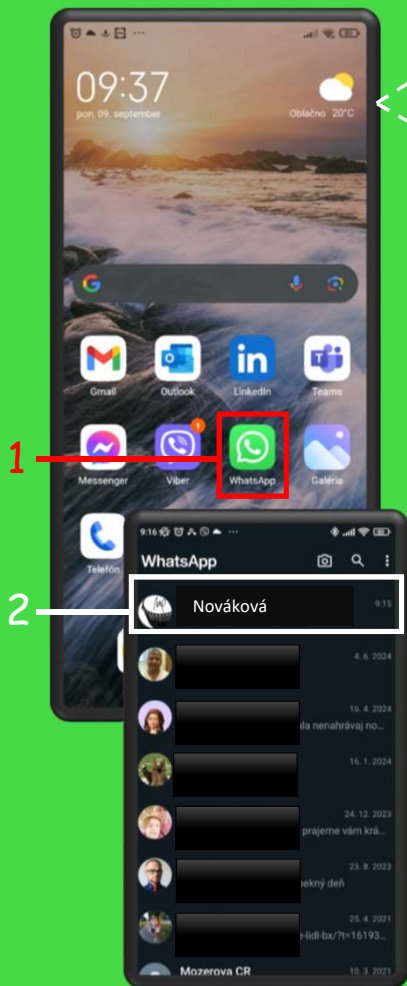 09:37
pon. 09. september
Oblačno 20°C
Gmail Outlook LinkedIn Teams
1
Messenger Viber WhatsApp Galéria
Telefón
9:16
WhatsApp
2
Nováková 9:15
4. 6. 2024
16. 4. 2024
ala nenahrávaj no...
16. 1. 2024
24. 12. 2023
prajeme vám krá...
23. 8. 2023
pekný deň
25. 4. 2021
e-lidl-bx/?t=16193...
Mozerova CR 10. 3. 2021